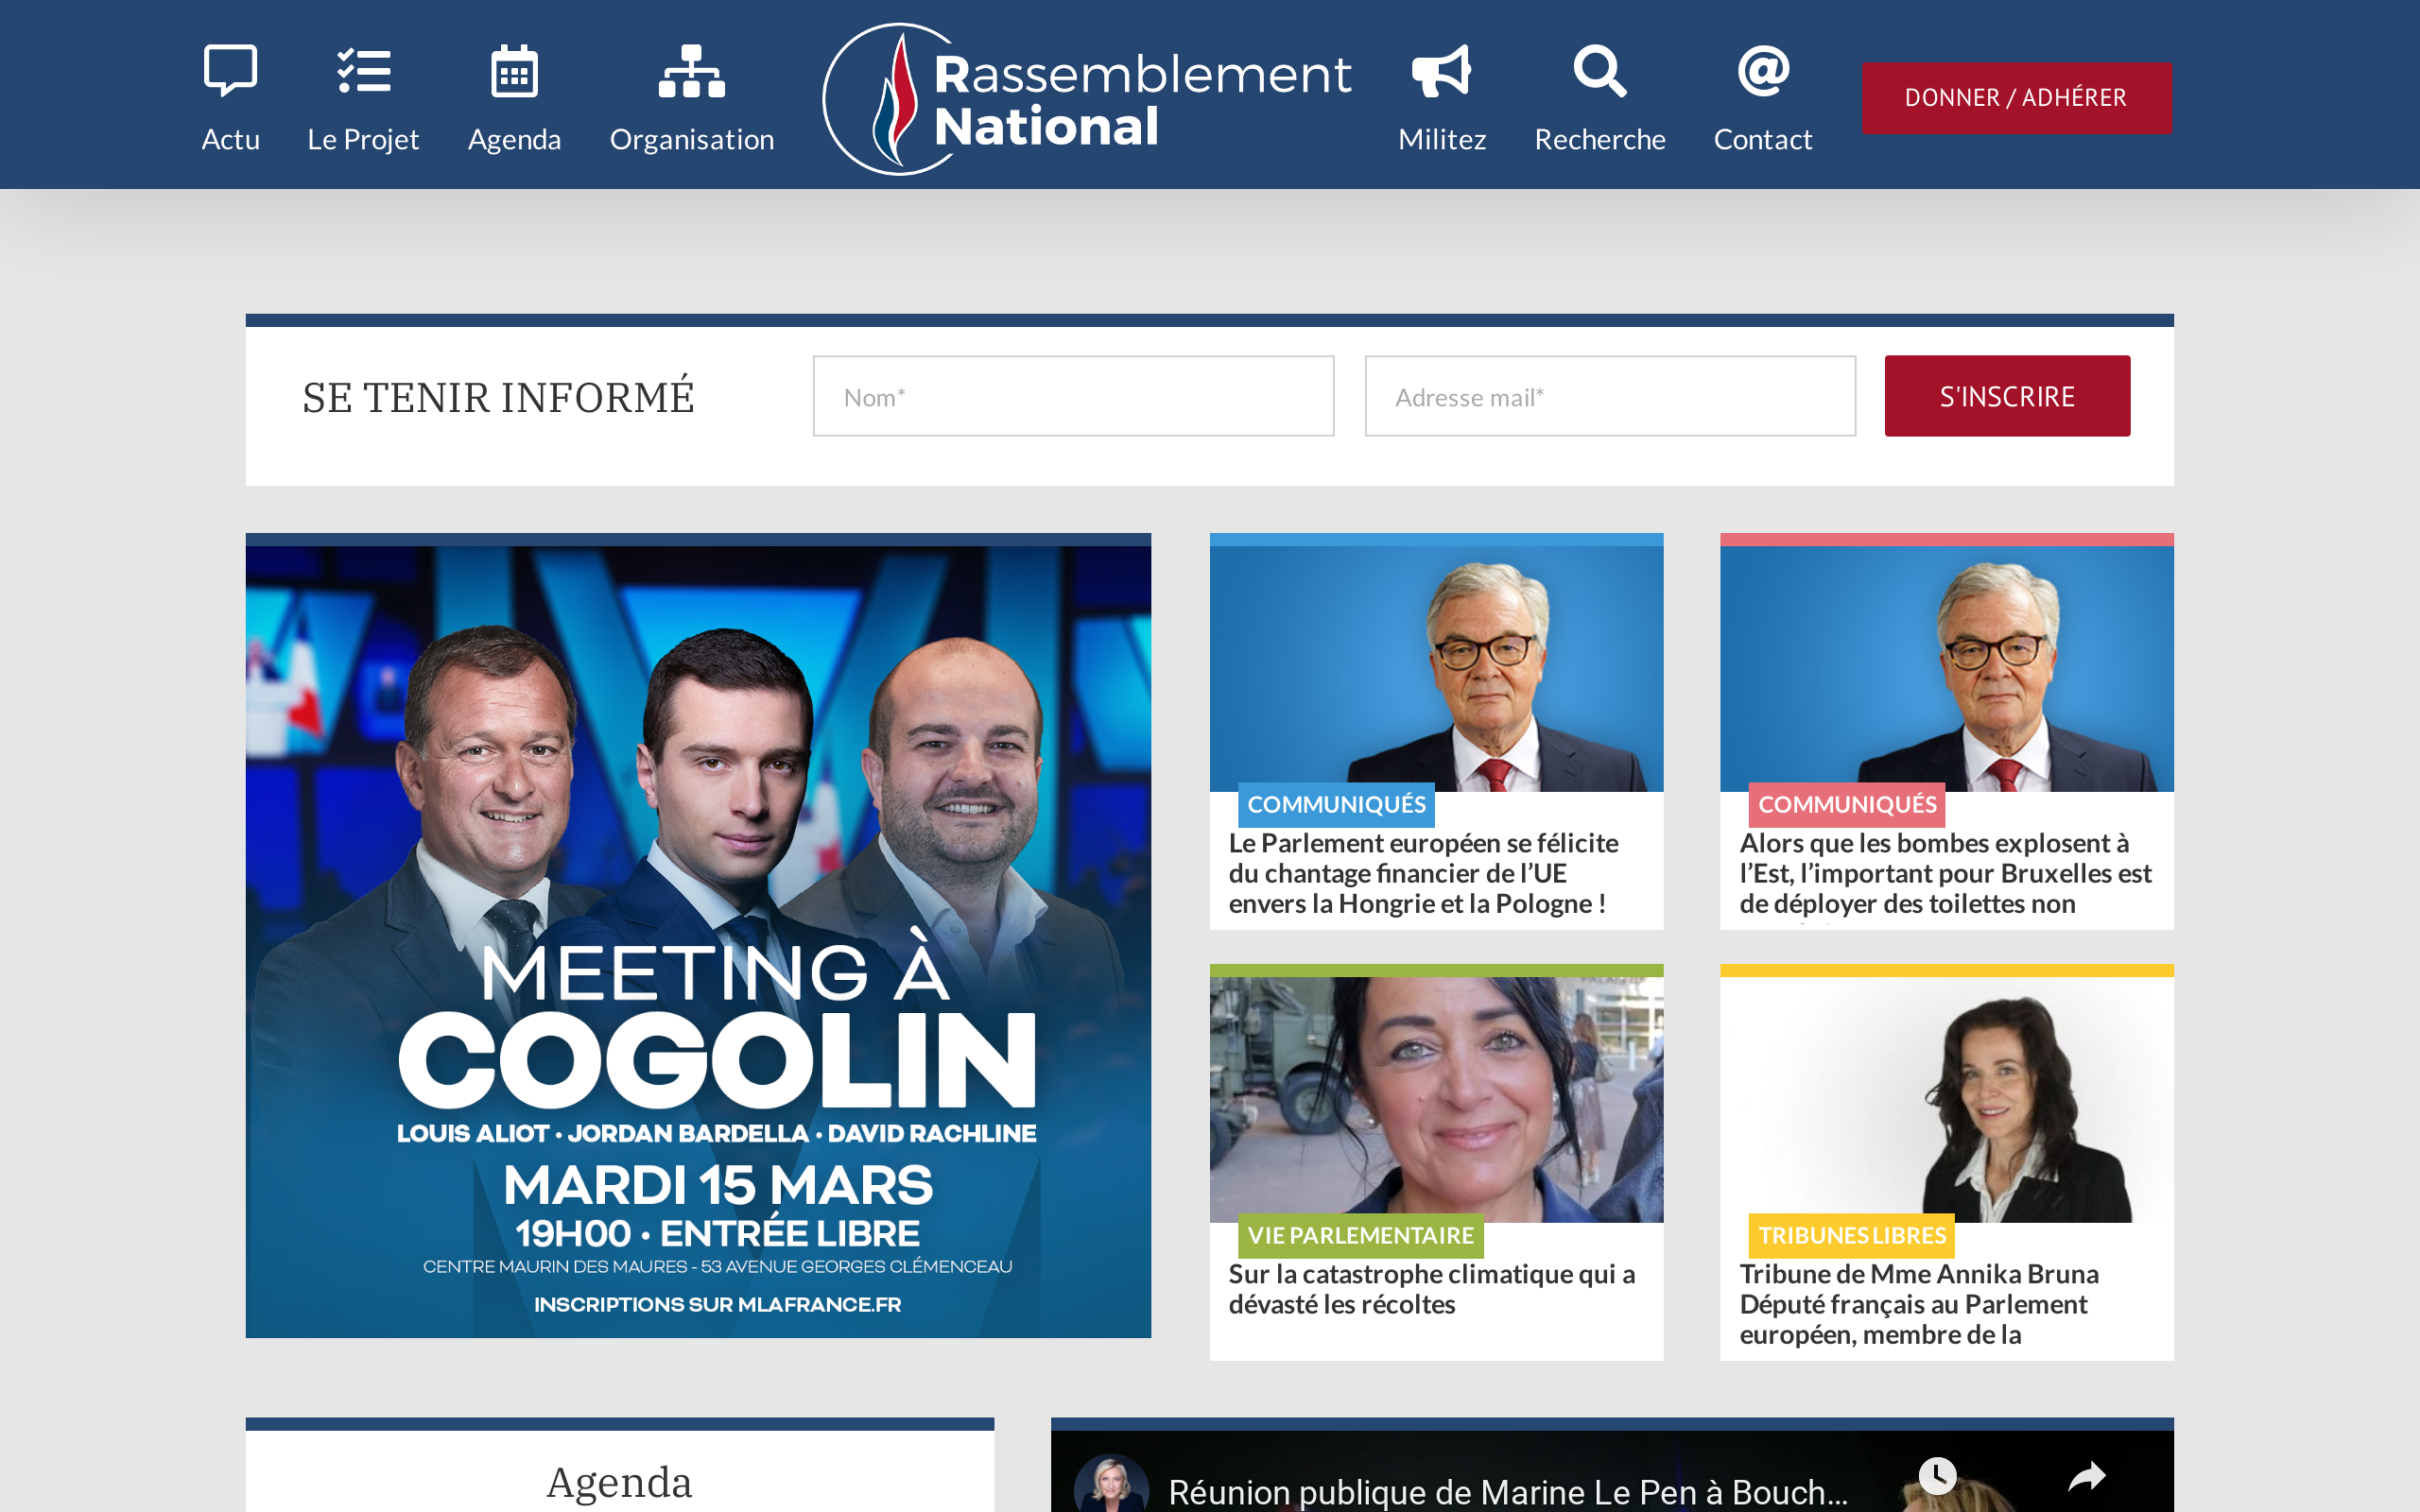 Actu
Le Projet
Agenda
Organisation
Rassemblement
National
Militez
Recherche
Contact
DONNER / ADHÉRER
SE TENIR INFORMÉ
Nom*
Adresse mail*
S'INSCRIRE
MEETING À
COGOLIN
LOUIS ALIOT • JORDAN BARDELLA • DAVID RACHLINE
MARDI 15 MARS
19H00 • ENTRÉE LIBRE
CENTRE MAURIN DES MAURES - 53 AVENUE GEORGES CLÉMENCEAU
INSCRIPTIONS SUR MLAFRANCE.FR
COMMUNIQUÉS
Le Parlement européen se félicite
du chantage financier de l’UE
envers la Hongrie et la Pologne !
COMMUNIQUÉS
Alors que les bombes explosent à
l’Est, l’important pour Bruxelles est
de déployer des toilettes non
VIE PARLEMENTAIRE
Sur la catastrophe climatique qui a
dévasté les récoltes
TRIBUNES LIBRES
Tribune de Mme Annika Bruna
Député français au Parlement
européen, membre de la
Agenda
Réunion publique de Marine Le Pen à Bouch...